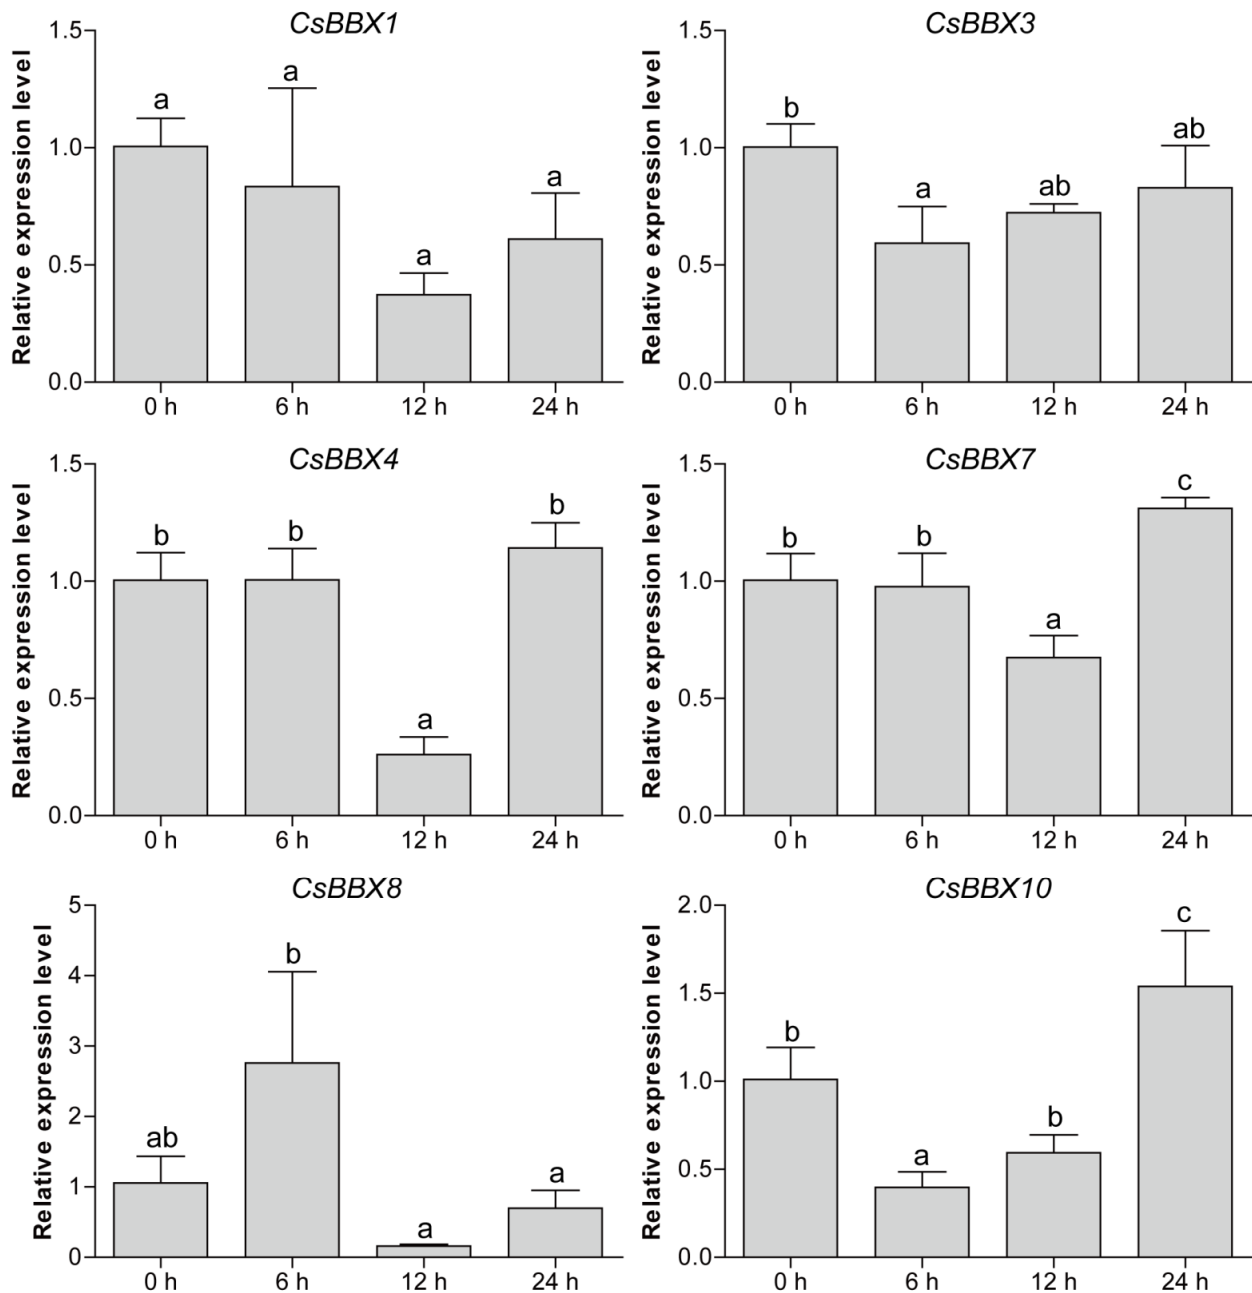 CsBBX1
Relative expression level
1.5
1.0
0.5
0.0
a
a
a
a
0 h
6 h
12 h
24 h
CsBBX3
Relative expression level
1.5
1.0
0.5
0.0
b
a
ab
ab
0 h
6 h
12 h
24 h
CsBBX4
Relative expression level
1.5
1.0
0.5
0.0
b
b
a
b
0 h
6 h
12 h
24 h
CsBBX7
Relative expression level
1.5
1.0
0.5
0.0
b
b
a
c
0 h
6 h
12 h
24 h
CsBBX8
Relative expression level
5
4
3
2
1
0
ab
b
a
a
0 h
6 h
12 h
24 h
CsBBX10
Relative expression level
2.0
1.5
1.0
0.5
0.0
b
a
b
c
0 h
6 h
12 h
24 h